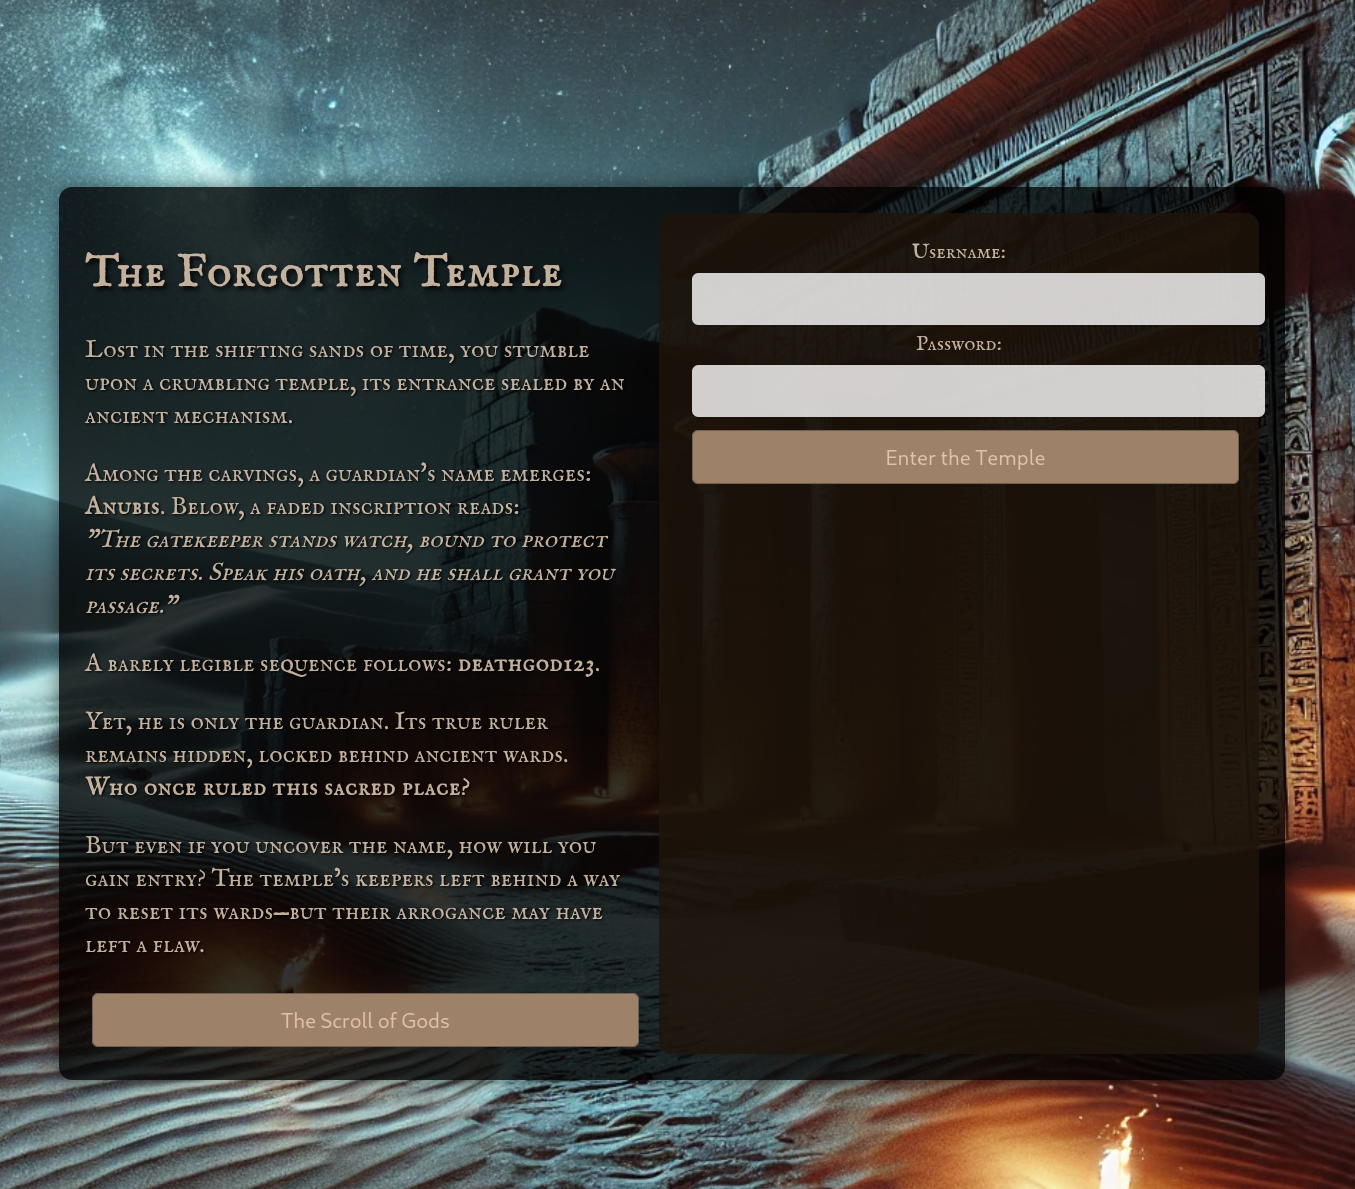 The Forgotten Temple
Lost in the shifting sands of time, you stumble
upon a crumbling temple, its entrance sealed by an
ancient mechanism.
Among the carvings, a guardian's name emerges:
Anubis. Below, a faded inscription reads:
"The gatekeeper stands watch, bound to protect
its secrets. Speak his oath, and he shall grant you
passage."
A barely legible sequence follows: deathgod123.
Yet, he is only the guardian. Its true ruler
remains hidden, locked behind ancient wards.
Who once ruled this sacred place?
But even if you uncover the name, how will you
gain entry? The temple's keepers left behind a way
to reset its wards—but their arrogance may have
left a flaw.
The Scroll of Gods
Username:
Password:
Enter the Temple